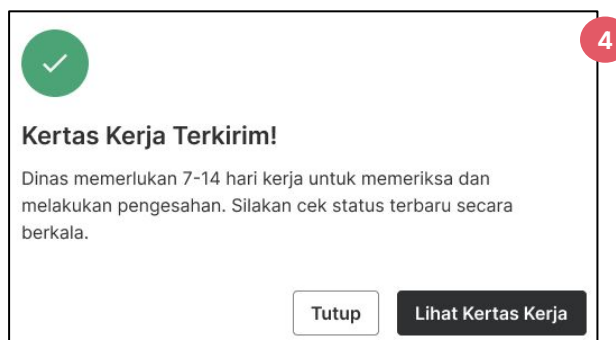 4
Kertas Kerja Terkirim!
Dinas memerlukan 7-14 hari kerja untuk memeriksa dan
melakukan pengesahan. Silakan cek status terbaru secara
berkala.
Tutup
Lihat Kertas Kerja